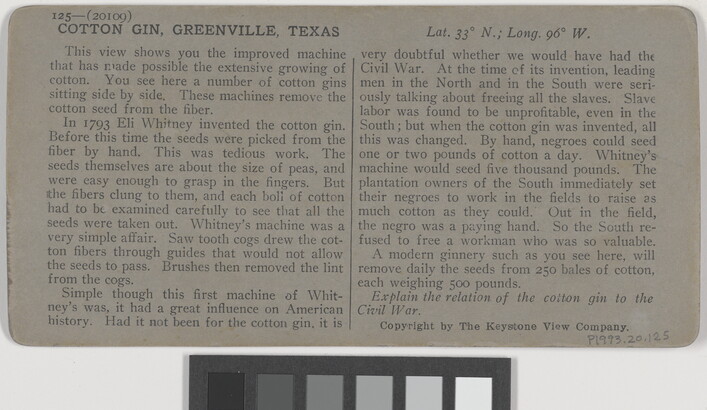 125—(20109)
COTTON GIN, GREENVILLE, TEXAS
Lat. 33° N.; Long. 96° W.
This view shows you the improved machine
that has made possible the extensive growing of
cotton. You see here a number of cotton gins
sitting side by side. These machines remove the
cotton seed from the fiber.
In 1793 Eli Whitney invented the cotton gin.
Before this time the seeds were picked from the
fiber by hand. This was tedious work. The
seeds themselves are about the size of peas, and
were easy enough to grasp in the fingers. But
the fibers clung to them, and each boll of cotton
had to be examined carefully to see that all the
seeds were taken out. Whitney's machine was a
very simple affair. Saw tooth cogs drew the cot-
ton fibers through guides that would not allow
the seeds to pass. Brushes then removed the lint
from the cogs.
Simple though this first machine of Whit-
ney's was, it had a great influence on American
history. Had it not been for the cotton gin, it is
very doubtful whether we would have had the
Civil War. At the time of its invention, leading
men in the North and in the South were seri-
ously talking about freeing all the slaves. Slave
labor was found to be unprofitable, even in the
South; but when the cotton gin was invented, all
this was changed. By hand, negroes could seed
one or two pounds of cotton a day. Whitney's
machine would seed five thousand pounds. The
plantation owners of the South immediately set
their negroes to work in the fields to raise as
much cotton as they could. Out in the field,
the negro was a paying hand. So the South re-
fused to free a workman who was so valuable.
A modern ginnery such as you see here, will
remove daily the seeds from 250 bales of cotton,
each weighing 500 pounds.
Explain the relation of the cotton gin to the
Civil War.
Copyright by The Keystone View Company.
P1993.20.125